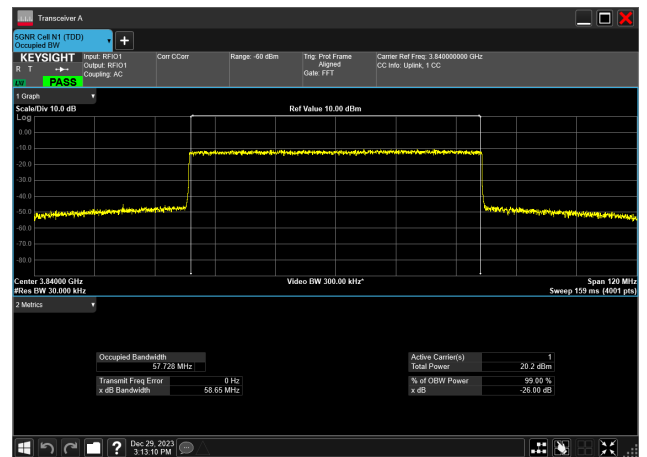 Transceiver A
5GNR Cell N1 (TDD)
Occupied BW
KEYSIGHT
R T
LXI
PASS
Input: RFIO1
Output: RFIO1
Coupling: AC
Corr CCorr
Range: -60 dBm
Trig: Prot Frame
Aligned
Gate: FFT
Carrier Ref Freq: 3.840000000 GHz
CC Info: Uplink, 1 CC
1 Graph
Scale/Div 10.0 dB
Ref Value 10.00 dBm
Log
0.00
-10.0
-20.0
-30.0
-40.0
-50.0
-60.0
-70.0
-80.0
Center 3.84000 GHz
Video BW 300.00 kHz*
Span 120 MHz
#Res BW 30.000 kHz
Sweep 159 ms (4001 pts)
2 Metrics
Occupied Bandwidth
57.728 MHz
Transmit Freq Error 0 Hz
x dB Bandwidth 58.65 MHz
Active Carrier(s) 1
Total Power 20.2 dBm
% of OBW Power 99.00 %
x dB -26.00 dB
?
Dec 29, 2023
3:13:10 PM